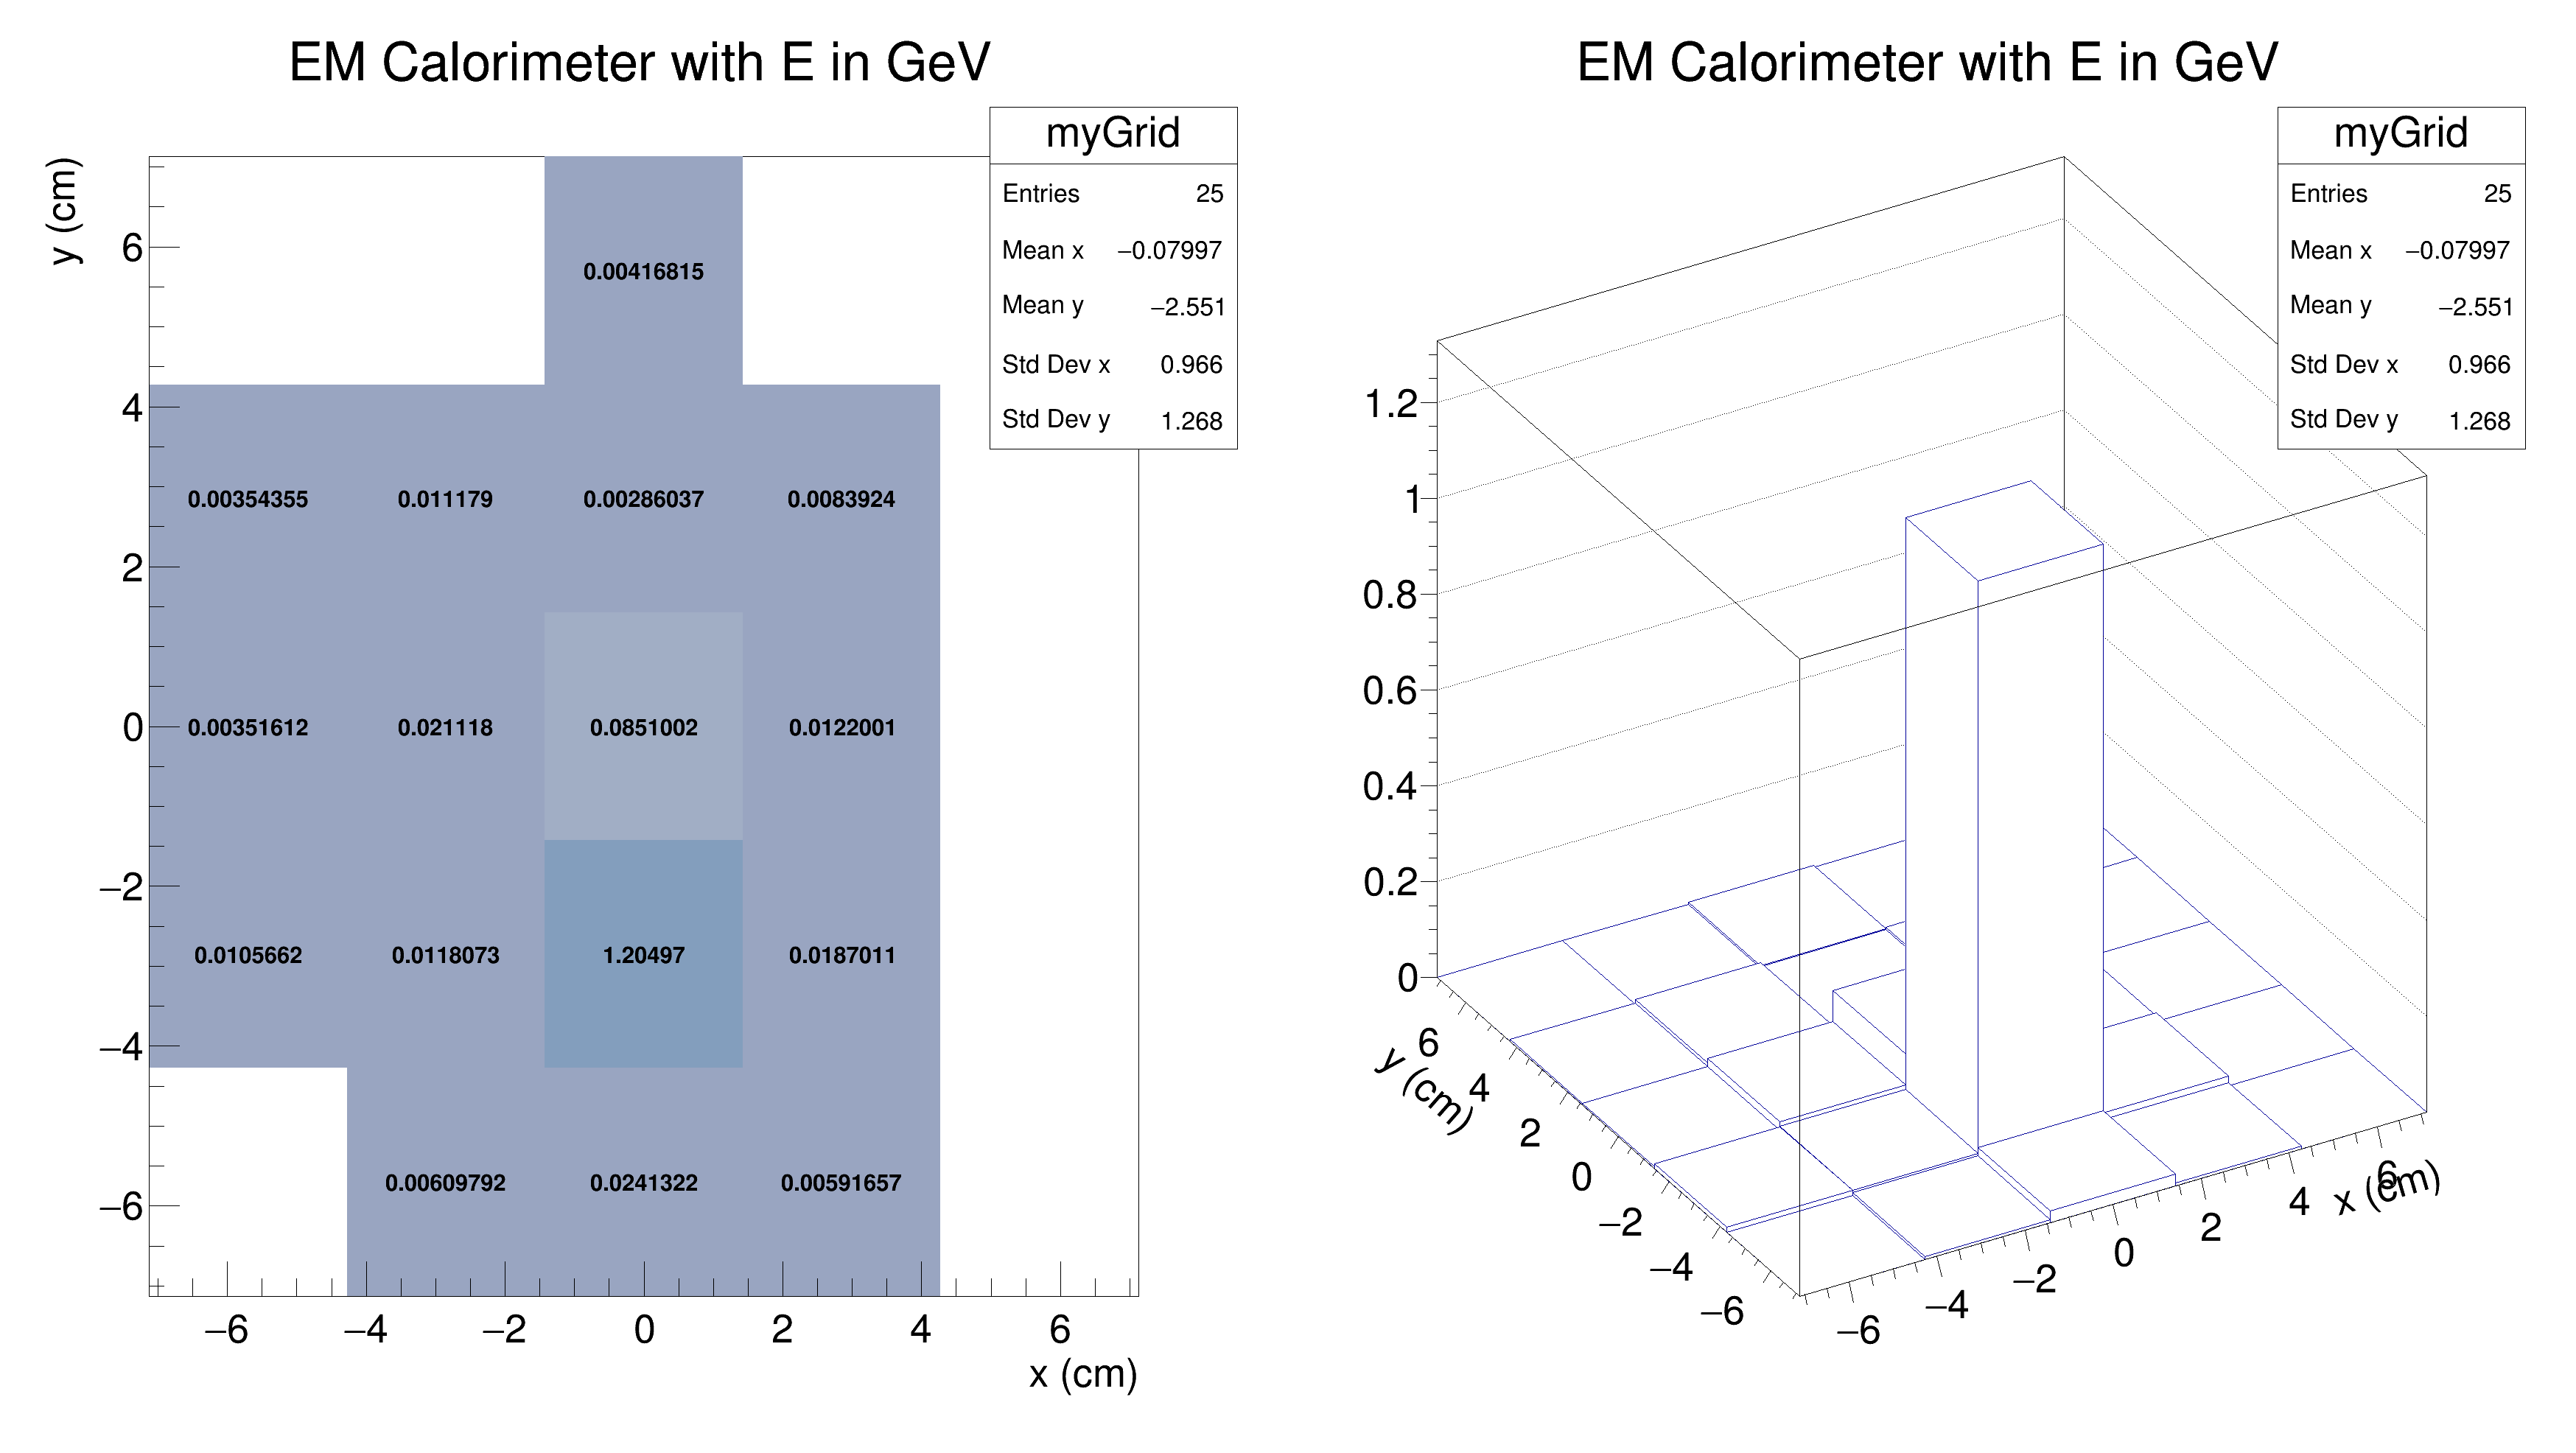 EM Calorimeter with E in GeV
myGrid
Entries 25
Mean x −0.07997
Mean y −2.551
Std Dev x 0.966
Std Dev y 1.268
y (cm)
6
4
2
0
−2
−4
−6
0.00416815
0.00354355 0.011179 0.00286037 0.0083924
0.00351612 0.021118 0.0851002 0.0122001
0.0105662 0.0118073 1.20497 0.0187011
0.00609792 0.0241322 0.00591657
−6 −4 −2 0 2 4 6
x (cm)
EM Calorimeter with E in GeV
myGrid
Entries 25
Mean x −0.07997
Mean y −2.551
Std Dev x 0.966
Std Dev y 1.268
1.2
1
0.8
0.6
0.4
0.2
0
6
4
2
0
−2
−4
−6
y (cm)
−6
−4
−2
0
2
4
6
x (cm)